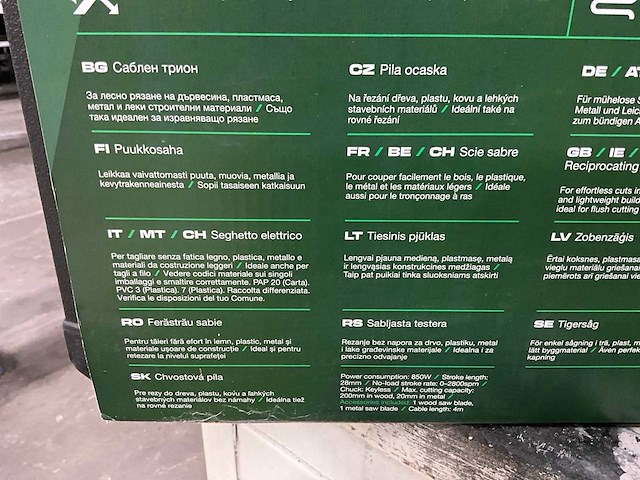 BG Саблен трион
За лесно рязане на дървесина, пластмаса,
метал и леки строителни материали / Също
така идеален за изравняващо рязане
FI Puukkosaha
Leikkaa vaivattomasti puuta, muovia, metallia ja
kevytrakenneainesta / Sopii tasaiseen katkaisuun
IT / MT / CH Seghetto elettrico
Per tagliare senza fatica legno, plastica, metallo e
materiali da costruzione leggeri / Ideale anche per
tagli a filo / Vedere codici materiale sui singoli
imballaggi e smaltire correttamente. PAP 20 (Carta).
PVC 3 (Plastica). 7 (Plastica). Raccolta differenziata.
Verifica le disposizioni del tuo Comune.
RO Ferăstrău sabie
Pentru tăieri fără efort în lemn, plastic, metal și
materiale ușoare de construcție / Ideal și pentru
retezare la nivelul suprafeței
SK Chvostová píla
Pre rezy do dreva, plastu, kovu a ľahkých
stavebných materiálov bez námahy / Ideálna tiež
na rovné rezanie
CZ Pila ocaska
Na řezání dřeva, plastu, kovu a lehkých
stavebních materiálů / Ideální také na
rovné řezání
FR / BE / CH Scie sabre
Pour couper facilement le bois, le plastique,
le métal et les matériaux légers / Idéale
aussi pour le tronçonnage à ras
LT Tiesinis pjūklas
Lengvai pjauna medieną, plastmasę, metalą
ir lengvąsias konstrukcines medžiagas /
Taip pat puikiai tinka sluoksniams atskirti
RS Sabljasta testera
Rezanje bez napora za drvo, plastiku, metal
i lake građevinske materijale / Idealna i za
precizno odvajanje
Power consumption: 850W / Stroke length:
28mm / No-load stroke rate: 0-2800spm /
Chuck: Keyless / Max. cutting capacity:
200mm in wood, 20mm in metal /
Accessories included: 1 wood saw blade,
1 metal saw blade / Cable length: 4m
DE / AT
Für mühelose S
Metall und Leic
zum bündigen A
GB / IE /
Reciprocating
For effortless cuts in
and lightweight build
ideal for flush cutting
LV Zobenzāģis
Ērtai koksnes, plastmasa
vieglu materiālu griešanai
piemērots arī griešanai vie
SE Tigersåg
För enkel sågning i trä, plast, m
lätt byggmaterial / Även perfek
kapning